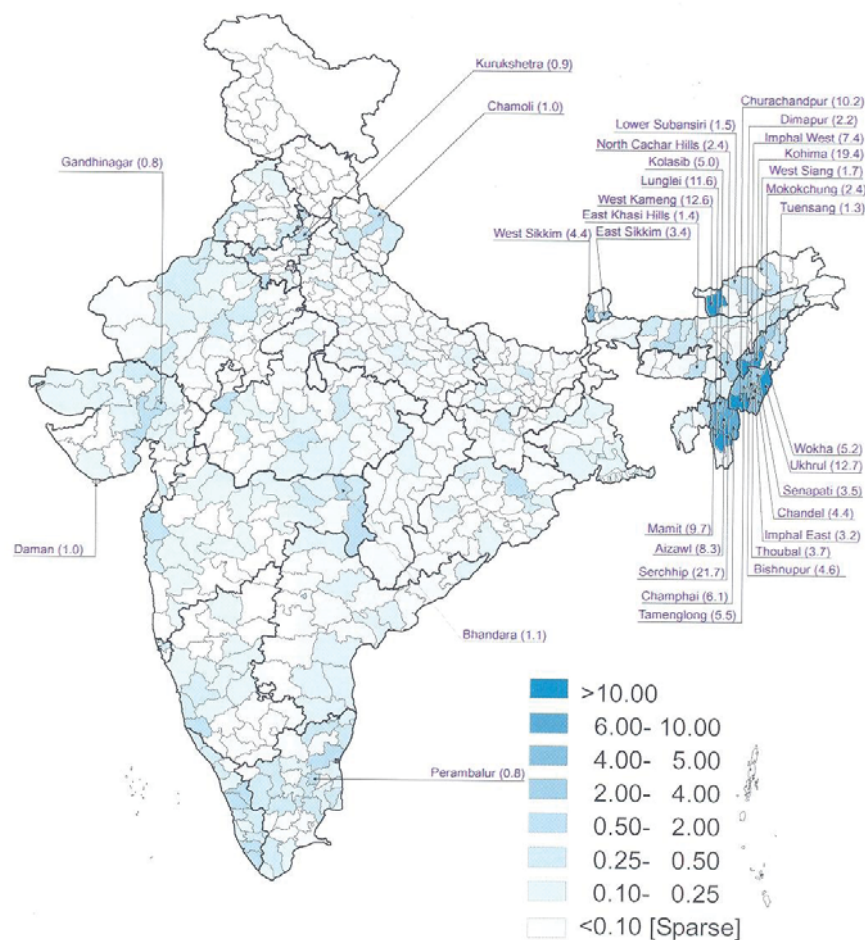 Kurukshetra (0.9)
Chamoli (1.0)
Gandhinagar (0.8)
Churachandpur (10.2)
Dimapur (2.2)
Lower Subansiri (1.5)
Imphal West (7.4)
North Cachar Hills (2.4)
Kohima (19.4)
Kolasib (5.0)
West Siang (1.7)
Lunglei (11.6)
Mokokchung (2.4)
West Kameng (12.6)
Tuensang (1.3)
East Khasi Hills (1.4)
West Sikkim (4.4)
East Sikkim (3.4)
Wokha (5.2)
Ukhrul (12.7)
Senapati (3.5)
Chandel (4.4)
Mamit (9.7)
Imphal East (3.2)
Aizawl (8.3)
Thoubal (3.7)
Serchhip (21.7)
Bishnupur (4.6)
Champhai (6.1)
Tamenglong (5.5)
Daman (1.0)
Bhandara (1.1)
Perambalur (0.8)
>10.00
6.00- 10.00
4.00- 5.00
2.00- 4.00
0.50- 2.00
0.25- 0.50
0.10- 0.25
<0.10 [Sparse]